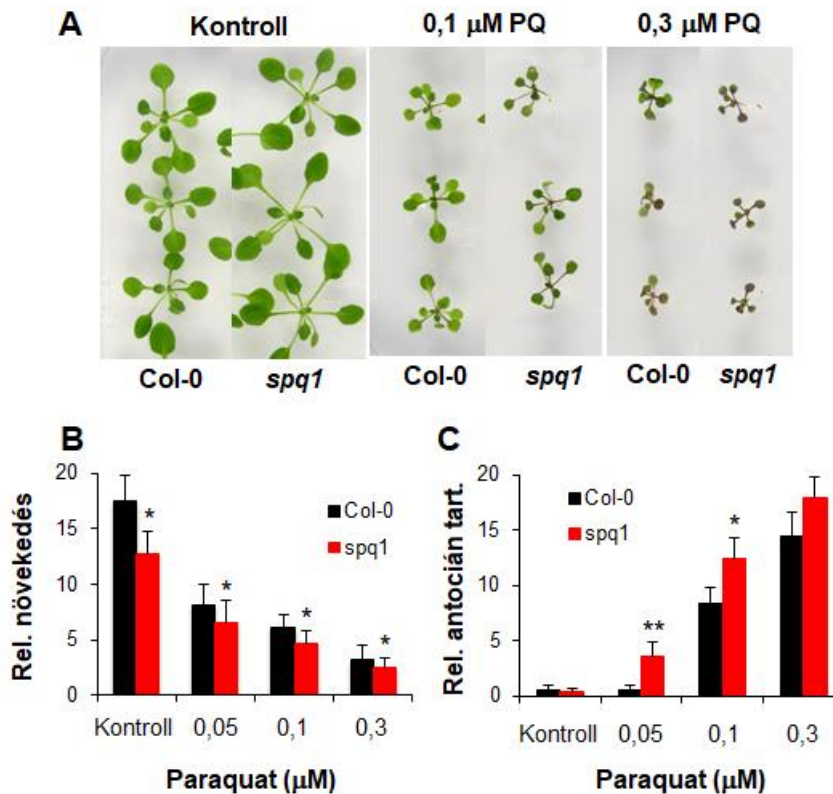 A
Kontroll 0,1 µM PQ 0,3 µM PQ
Col-0 spq1 Col-0 spq1 Col-0 spq1
B
Rel. növekedés
20
15
10
5
0
Col-0
spq1
*
*
*
*
Kontroll 0,05 0,1 0,3
Paraquat (µM)
C
Rel. antocián tart.
20
15
10
5
0
Col-0
spq1
**
*
Kontroll 0,05 0,1 0,3
Paraquat (µM)